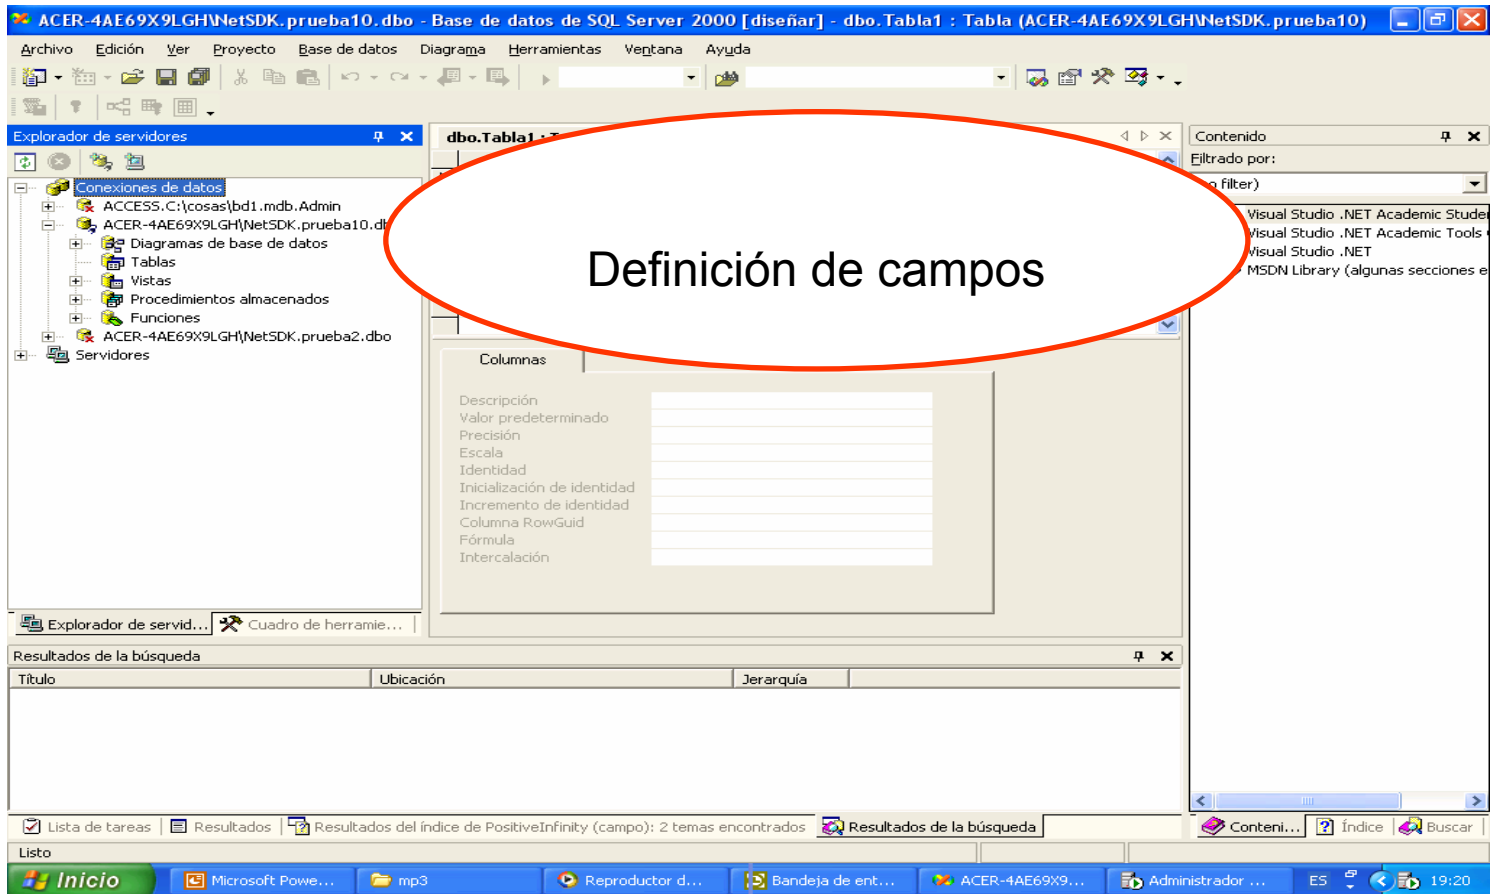 ACER-4AE69X9LGH\NetSDK.prueba10.dbo - Base de datos de SQL Server 2000 [diseñar] - dbo.Tabla1 : Tabla (ACER-4AE69X9LGH\NetSDK.prueba10)
Archivo Edición Ver Proyecto Base de datos Diagrama Herramientas Ventana Ayuda
Explorador de servidores
dbo.Tabla1 :
Contenido
Filtrado por:
filter)
Conexiones de datos
ACCESS.C:\cosas\bd1.mdb.Admin
ACER-4AE69X9LGH\NetSDK.prueba10.db
Diagramas de base de datos
Tablas
Vistas
Procedimientos almacenados
Funciones
ACER-4AE69X9LGH\NetSDK.prueba2.dbo
Servidores
Definición de campos
Visual Studio .NET Academic Studen
Visual Studio .NET Academic Tools
Visual Studio .NET
MSDN Library (algunas secciones e
Columnas
Descripción
Valor predeterminado
Precisión
Escala
Identidad
Inicialización de identidad
Incremento de identidad
Columna RowGuid
Fórmula
Intercalación
Explorador de servid... Cuadro de herramie...
Resultados de la búsqueda
Título Ubicación Jerarquía
Lista de tareas Resultados Resultados del índice de PositiveInfinity (campo): 2 temas encontrados Resultados de la búsqueda
Conteni... Índice Buscar
Listo
Inicio Microsoft Powe... mp3 Reproductor d... Bandeja de ent... ACER-4AE69X9... Administrador ... ES 19:20